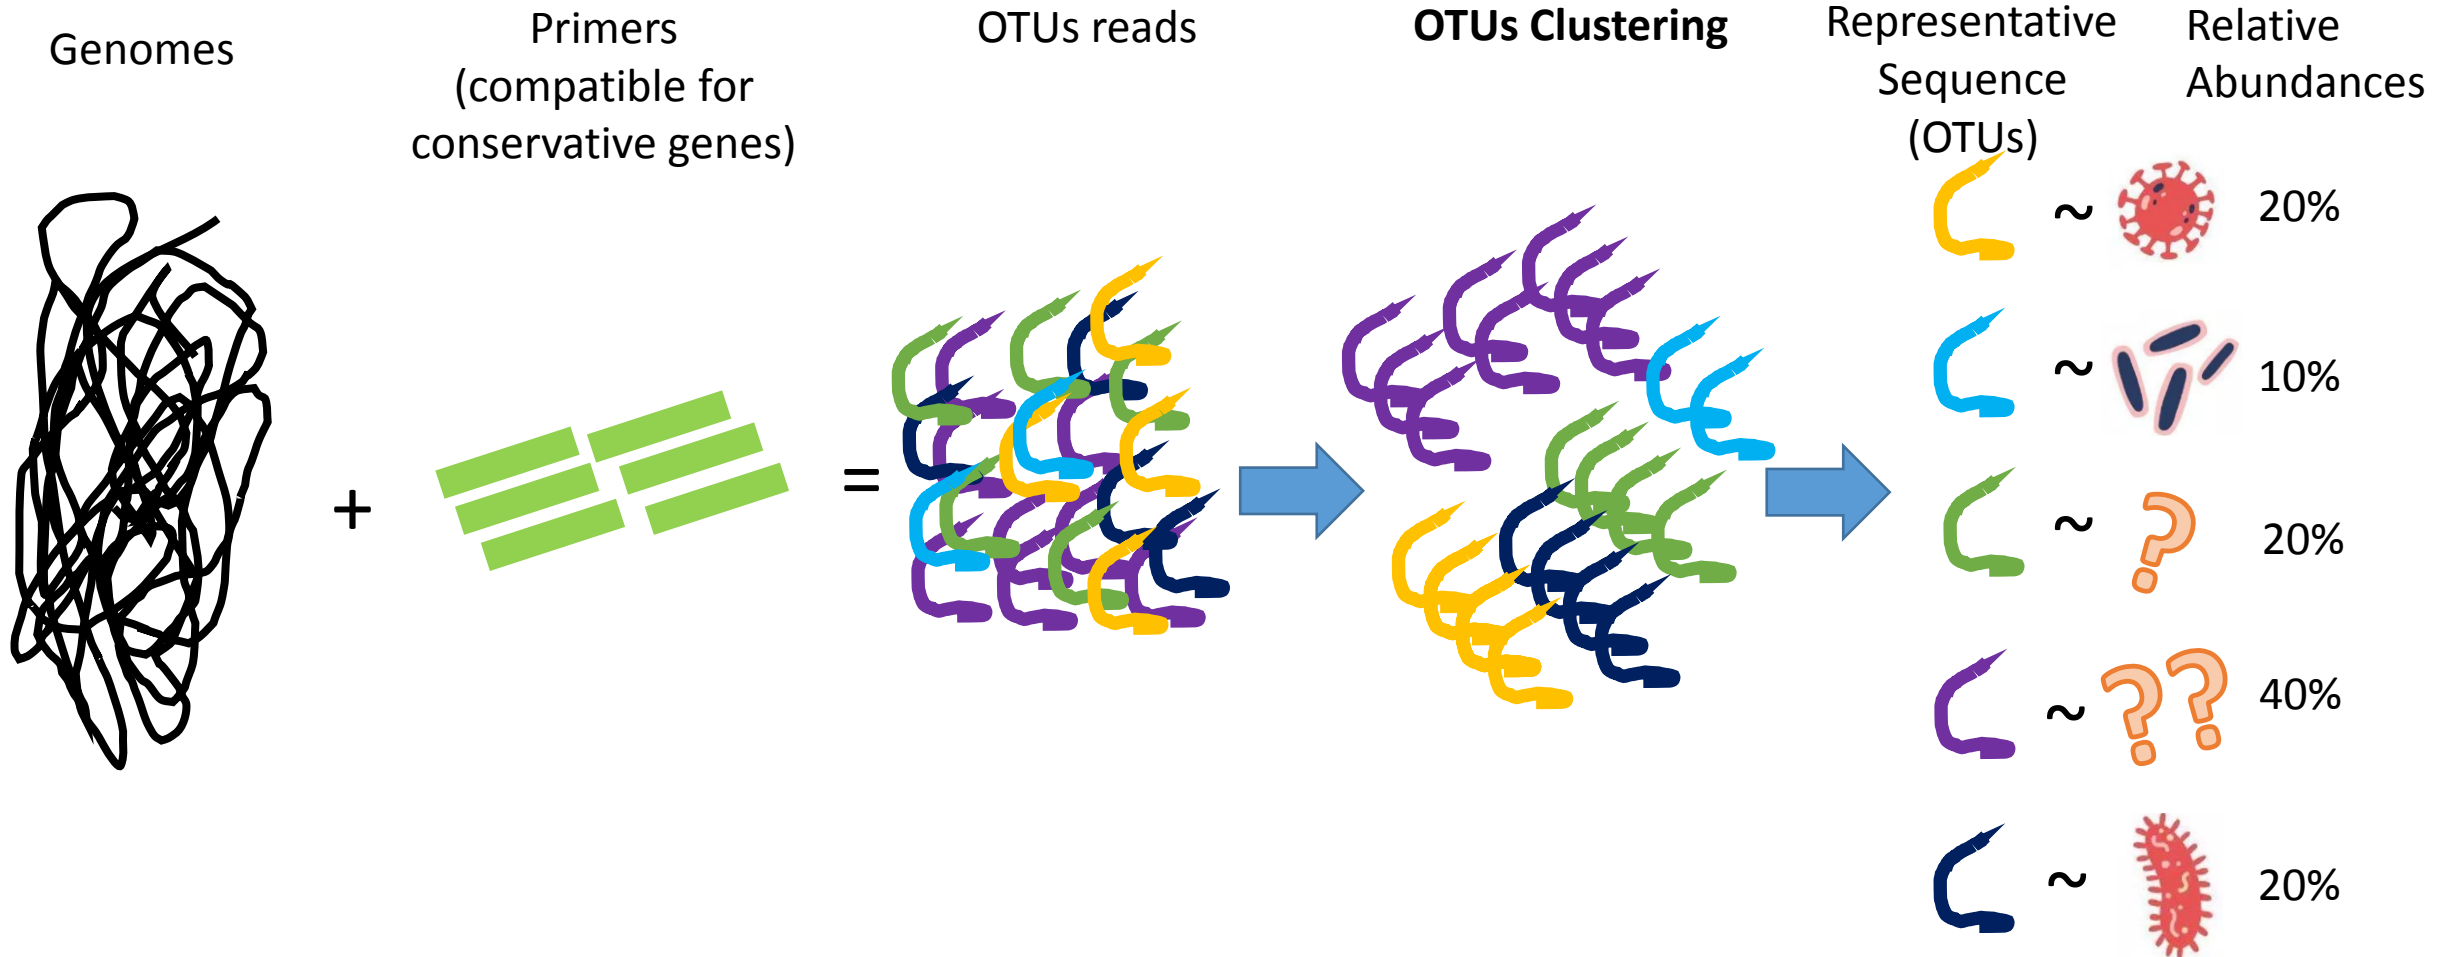 Genomes
Primers
(compatible for
conservative genes)
OTUs reads
OTUs Clustering
Representative
Sequence
(OTUs)
Relative
Abundances
+
=
~
20%
~
10%
~
? 
20%
~
??
40%
~
20%